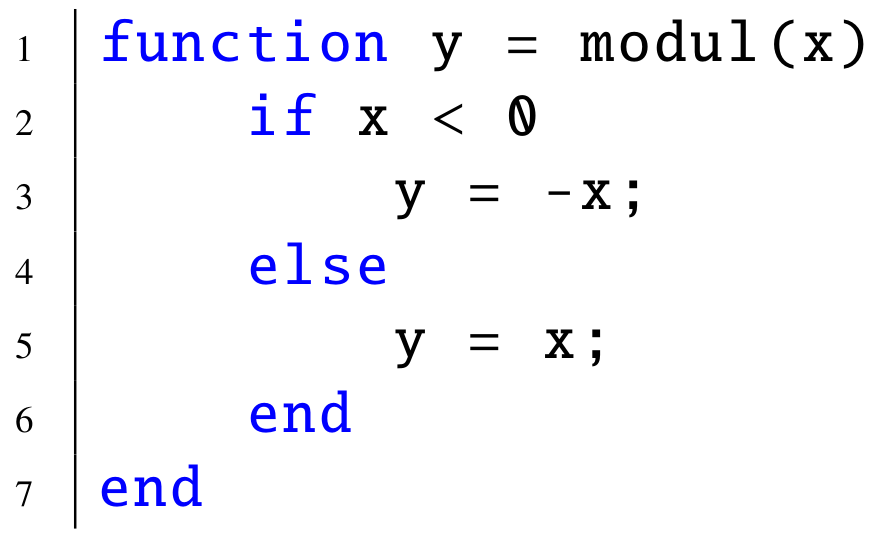 1 function y = modul(x)
2     if x < 0
3         y = -x;
4     else
5         y = x;
6     end
7 end